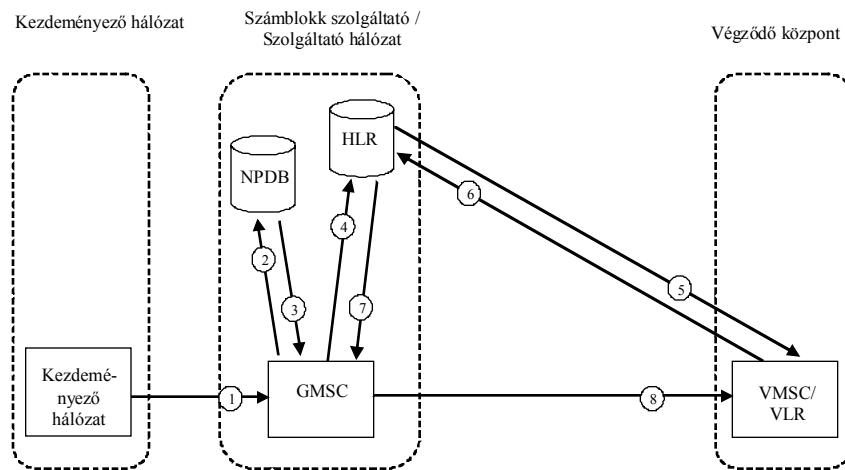 Kezdeményező hálózat
Számblokk szolgáltató /
Szolgáltató hálózat
Végződő központ
HLR
NPDB
6
4
2
5
3
7
Kezdemé-
nyező
hálózat
1
GMSC
8
VMSC/
VLR